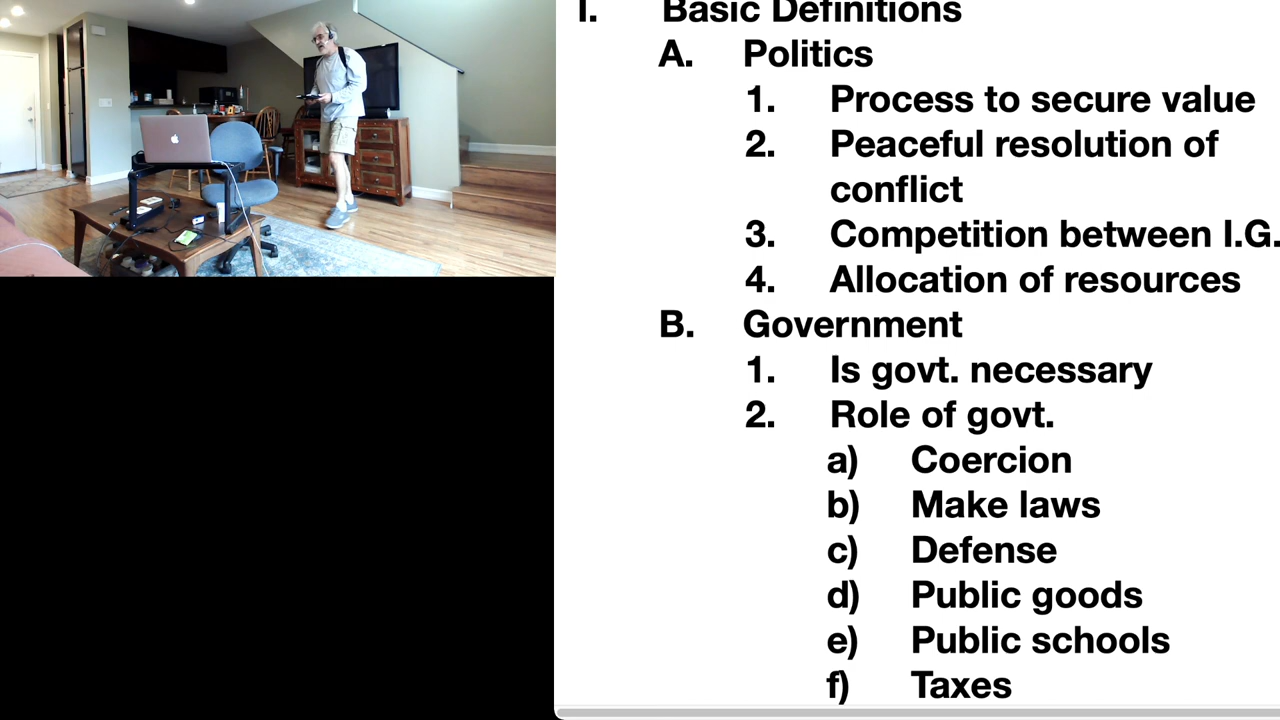 I. Basic Definitions
A. Politics
1. Process to secure value
2. Peaceful resolution of
conflict
3. Competition between I.G.
4. Allocation of resources
B. Government
1. Is govt. necessary
2. Role of govt.
a) Coercion
b) Make laws
c) Defense
d) Public goods
e) Public schools
f) Taxes